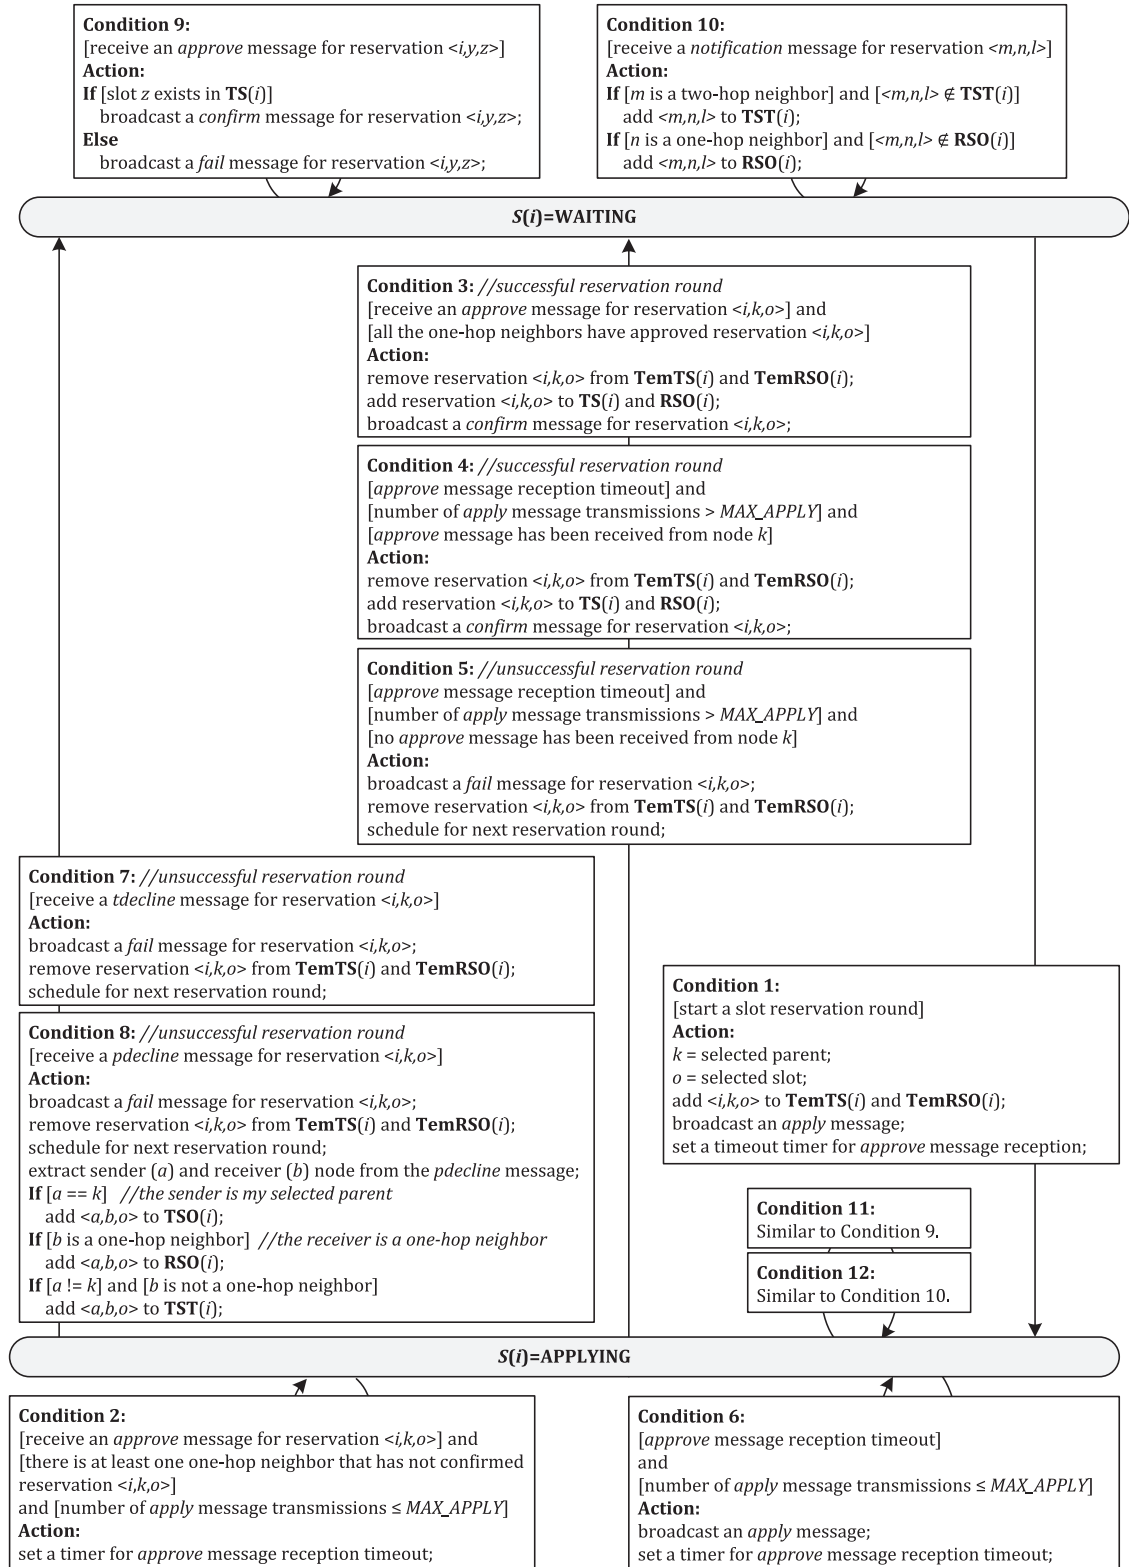 Condition 9:
[receive an approve message for reservation <i,y,z>]
Action:
If [slot z exists in TS(i)]
broadcast a confirm message for reservation <i,y,z>;
Else
broadcast a fail message for reservation <i,y,z>;
Condition 10:
[receive a notification message for reservation <m,n,l>]
Action:
If [m is a two-hop neighbor] and [<m,n,l> ∉ TST(i)]
add <m,n,l> to TST(i);
If [n is a one-hop neighbor] and [<m,n,l> ∉ RSO(i)]
add <m,n,l> to RSO(i);
S(i)=WAITING
Condition 3: //successful reservation round
[receive an approve message for reservation <i,k,o>] and
[all the one-hop neighbors have approved reservation <i,k,o>]
Action:
remove reservation <i,k,o> from TemTS(i) and TemRSO(i);
add reservation <i,k,o> to TS(i) and RSO(i);
broadcast a confirm message for reservation <i,k,o>;
Condition 4: //successful reservation round
[approve message reception timeout] and
[number of apply message transmissions > MAX_APPLY] and
[approve message has been received from node k]
Action:
remove reservation <i,k,o> from TemTS(i) and TemRSO(i);
add reservation <i,k,o> to TS(i) and RSO(i);
broadcast a confirm message for reservation <i,k,o>;
Condition 5: //unsuccessful reservation round
[approve message reception timeout] and
[number of apply message transmissions > MAX_APPLY] and
[no approve message has been received from node k]
Action:
broadcast a fail message for reservation <i,k,o>;
remove reservation <i,k,o> from TemTS(i) and TemRSO(i);
schedule for next reservation round;
Condition 7: //unsuccessful reservation round
[receive a tdecline message for reservation <i,k,o>]
Action:
broadcast a fail message for reservation <i,k,o>;
remove reservation <i,k,o> from TemTS(i) and TemRSO(i);
schedule for next reservation round;
Condition 8: //unsuccessful reservation round
[receive a pdecline message for reservation <i,k,o>]
Action:
broadcast a fail message for reservation <i,k,o>;
remove reservation <i,k,o> from TemTS(i) and TemRSO(i);
schedule for next reservation round;
extract sender (a) and receiver (b) node from the pdecline message;
If [a == k] //the sender is my selected parent
add <a,b,o> to TSO(i);
If [b is a one-hop neighbor] //the receiver is a one-hop neighbor
add <a,b,o> to RSO(i);
If [a != k] and [b is not a one-hop neighbor]
add <a,b,o> to TST(i);
Condition 1:
[start a slot reservation round]
Action:
k = selected parent;
o = selected slot;
add <i,k,o> to TemTS(i) and TemRSO(i);
broadcast an apply message;
set a timeout timer for approve message reception;
Condition 11:
Similar to Condition 9.
Condition 12:
Similar to Condition 10.
S(i)=APPLYING
Condition 2:
[receive an approve message for reservation <i,k,o>] and
[there is at least one one-hop neighbor that has not confirmed
reservation <i,k,o>]
and [number of apply message transmissions ≤ MAX_APPLY]
Action:
set a timer for approve message reception timeout;
Condition 6:
[approve message reception timeout]
and
[number of apply message transmissions ≤ MAX_APPLY]
Action:
broadcast an apply message;
set a timer for approve message reception timeout;